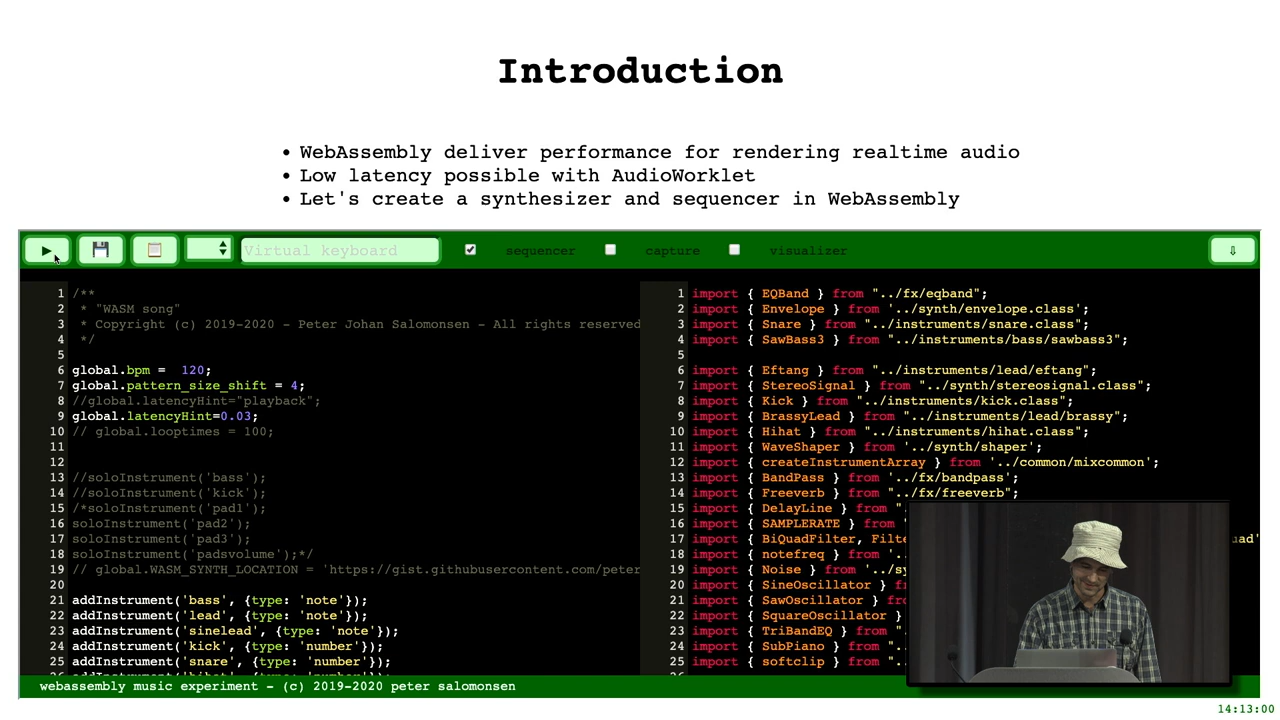 Introduction
• WebAssembly deliver performance for rendering realtime audio
• Low latency possible with AudioWorklet
• Let's create a synthesizer and sequencer in WebAssembly
Virtual keyboard sequencer capture visualizer
1 /**
2 * "WASM song"
3 * Copyright (c) 2019-2020 - Peter Johan Salomonsen - All rights reserved
4 */
5
6 global.bpm = 120;
7 global.pattern_size_shift = 4;
8 //global.latencyHint="playback";
9 global.latencyHint=0.03;
10 // global.looptimes = 100;
11
12
13 //soloInstrument('bass');
14 //soloInstrument('kick');
15 /*soloInstrument('pad1');
16 soloInstrument('pad2');
17 soloInstrument('pad3');
18 soloInstrument('padsvolume');*/
19 // global.WASM_SYNTH_LOCATION = 'https://gist.githubusercontent.com/peter
20
21 addInstrument('bass', {type: 'note'});
22 addInstrument('lead', {type: 'note'});
23 addInstrument('sinelead', {type: 'note'});
24 addInstrument('kick', {type: 'number'});
25 addInstrument('snare', {type: 'number'});
1 import { EQBand } from "../fx/eqband";
2 import { Envelope } from '../synth/envelope.class';
3 import { Snare } from "../instruments/snare.class";
4 import { SawBass3 } from "../instruments/bass/sawbass3";
5
6 import { Eftang } from "../instruments/lead/eftang";
7 import { StereoSignal } from "../synth/stereosignal.class";
8 import { Kick } from "../instruments/kick.class";
9 import { BrassyLead } from "../instruments/lead/brassy";
10 import { Hihat } from "../instruments/hihat.class";
11 import { WaveShaper } from '../synth/shaper';
12 import { createInstrumentArray } from '../common/mixcommon';
13 import { BandPass } from '../fx/bandpass';
14 import { Freeverb } from "../fx/freeverb";
15 import { DelayLine } from "..
16 import { SAMPLERATE } from "..
17 import { BiQuadFilter, Filte uad'
18 import { notefreq } from '..
19 import { Noise } from '../sy
20 import { SineOscillator } fr
21 import { SawOscillator } fro
22 import { SquareOscillator }
23 import { TriBandEQ } from "..
24 import { SubPiano } from "..
25 import { softclip } from "..
webassembly music experiment - (c) 2019-2020 peter salomonsen
14:13:00